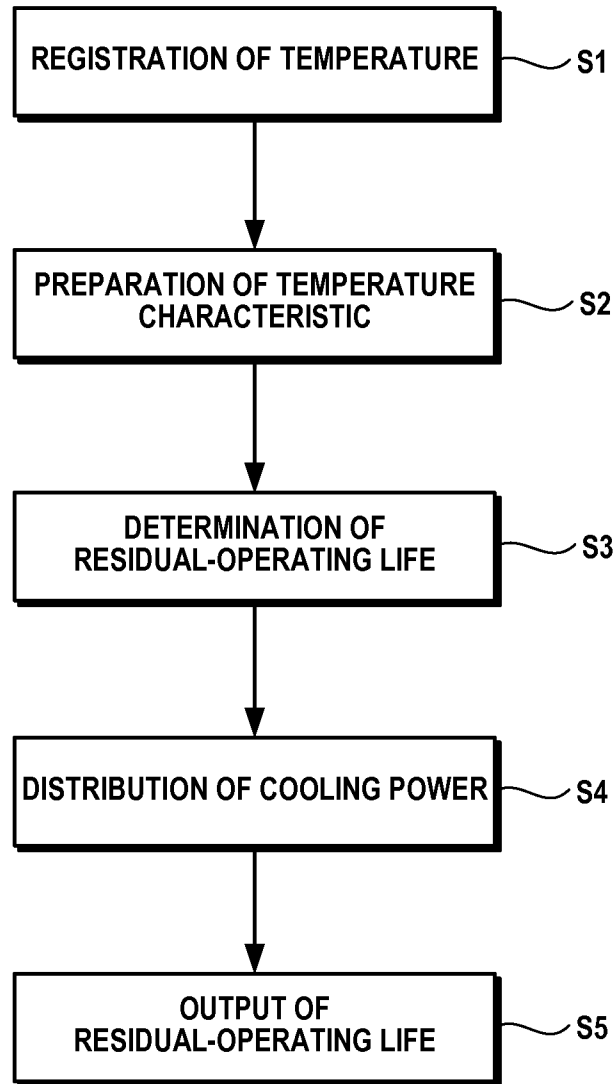 REGISTRATION OF TEMPERATURE
S1
PREPARATION OF TEMPERATURE
CHARACTERISTIC
S2
DETERMINATION OF
RESIDUAL-OPERATING LIFE
S3
DISTRIBUTION OF COOLING POWER
S4
OUTPUT OF
RESIDUAL-OPERATING LIFE
S5